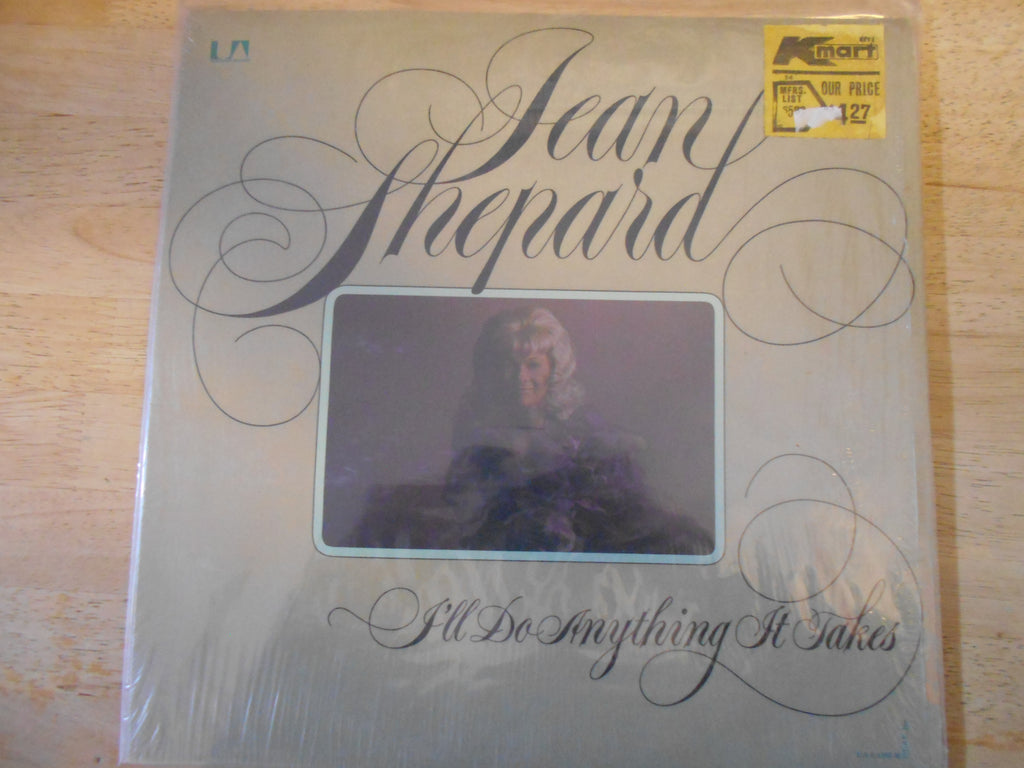 UA
Kmart
MFRS.
LIST
OUR PRICE
27
Jean
Shepard
I'll Do Anything It Takes